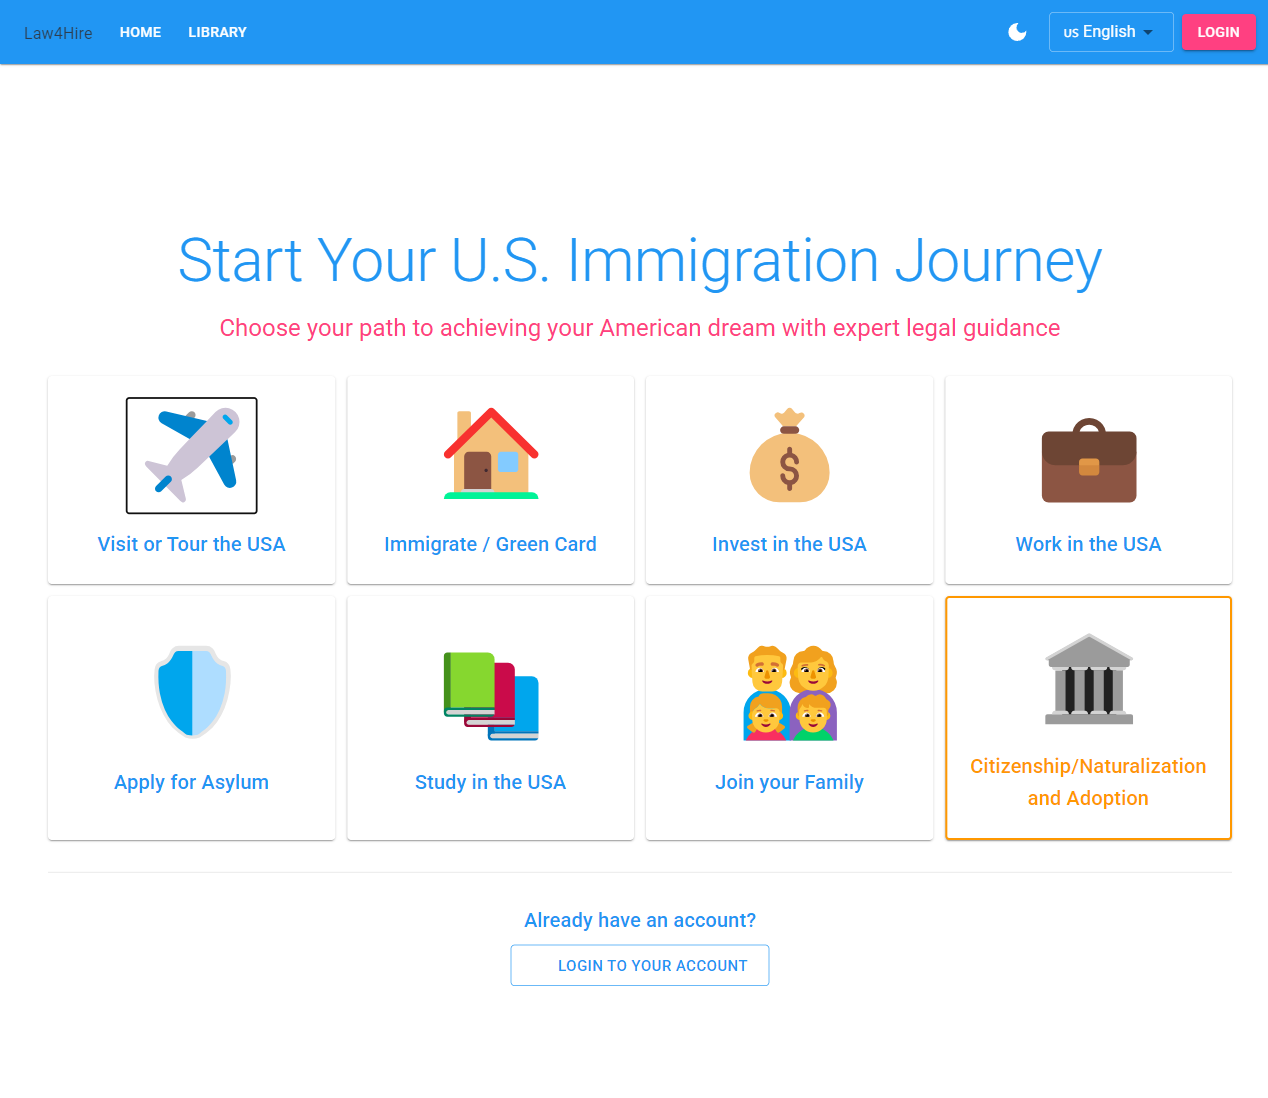 Law4Hire
HOME
LIBRARY
US English
LOGIN
Start Your U.S. Immigration Journey
Choose your path to achieving your American dream with expert legal guidance
Visit or Tour the USA
Immigrate / Green Card
$
Invest in the USA
Work in the USA
Apply for Asylum
Study in the USA
Join your Family
Citizenship/Naturalization
and Adoption
Already have an account?
LOGIN TO YOUR ACCOUNT